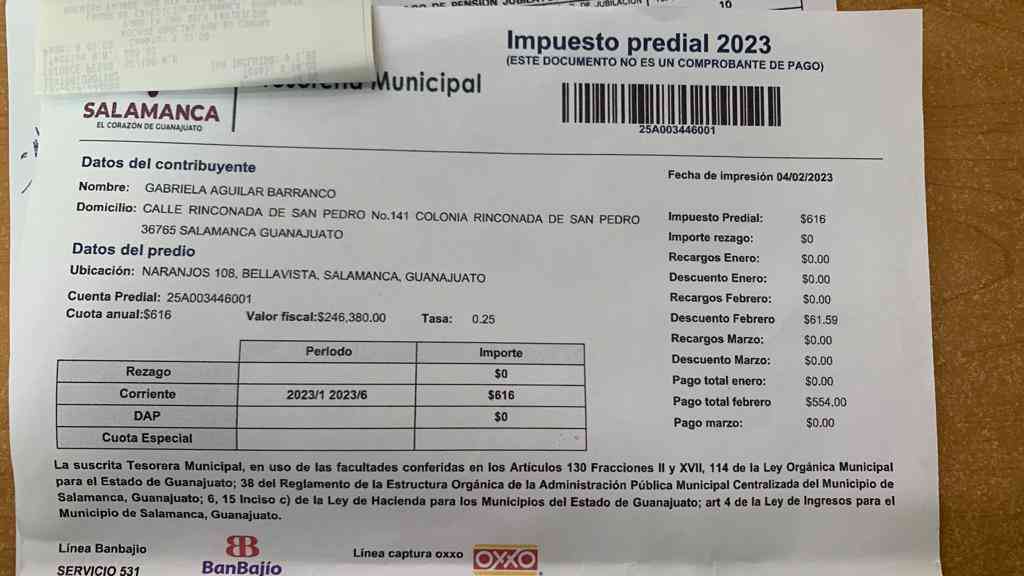 DE PENSION
DE JUBILACION
10
Impuesto predial 2023
(ESTE DOCUMENTO NO ES UN COMPROBANTE DE PAGO)
Municipal
SALAMANCA
EL CORAZÓN DE GUANAJUATO
25A003446001
Datos del contribuyente
Fecha de impresión 04/02/2023
Nombre: GABRIELA AGUILAR BARRANCO
Domicilio: CALLE RINCONADA DE SAN PEDRO No.141 COLONIA RINCONADA DE SAN PEDRO
36765 SALAMANCA GUANAJUATO
Datos del predio
Ubicación: NARANJOS 108, BELLAVISTA, SALAMANCA, GUANAJUATO
Cuenta Predial: 25A003446001
Cuota anual:$616 Valor fiscal:$246,380.00 Tasa: 0.25
Impuesto Predial: $616
Importe rezago: $0
Recargos Enero: $0.00
Descuento Enero: $0.00
Recargos Febrero: $0.00
Descuento Febrero $61.59
Recargos Marzo: $0.00
Descuento Marzo: $0.00
Pago total enero: $0.00
Pago total febrero $554.00
Pago marzo: $0.00
Periodo Importe
Rezago $0
Corriente 2023/1 2023/6 $616
DAP $0
Cuota Especial
La suscrita Tesorera Municipal, en uso de las facultades conferidas en los Artículos 130 Fracciones II y XVII, 114 de la Ley Orgánica Municipal
para el Estado de Guanajuato; 38 del Reglamento de la Estructura Orgánica de la Administración Pública Municipal Centralizada del Municipio de
Salamanca, Guanajuato; 6, 15 Inciso c) de la Ley de Hacienda para los Municipios del Estado de Guanajuato; art 4 de la Ley de Ingresos para el
Municipio de Salamanca, Guanajuato.
Línea Banbajio
SERVICIO 531
BanBajío
Línea captura oxxo
OXXO